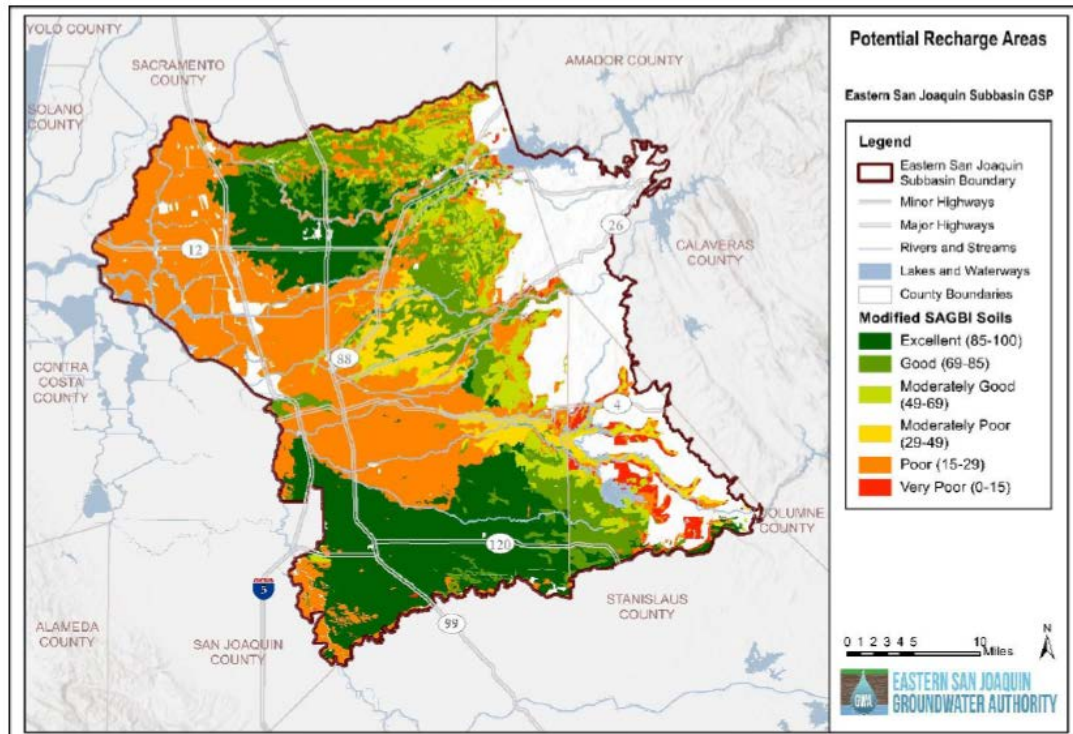 YOLO COUNTY
SACRAMENTO
COUNTY
AMADOR COUNTY
SOLANO
COUNTY
26
12
CALAVERAS
COUNTY
CONTRA
COSTA
COUNTY
88
4
OLUMNE
COUNTY
120
5
STANISLAUS
COUNTY
99
ALAMEDA
COUNTY
SAN JOAQUIN
COUNTY
Potential Recharge Areas
Eastern San Joaquin Subbasin GSP
Legend
Eastern San Joaquin
Subbasin Boundary
Minor Highways
Major Highways
Rivers and Streams
Lakes and Waterways
County Boundaries
Modified SAGBI Soils
Excellent (85-100)
Good (69-85)
Moderately Good
(49-69)
Moderately Poor
(29-49)
Poor (15-29)
Very Poor (0-15)
N
0 1 2 3 4 5 10
Miles
GWA
EASTERN SAN JOAQUIN
GROUNDWATER AUTHORITY